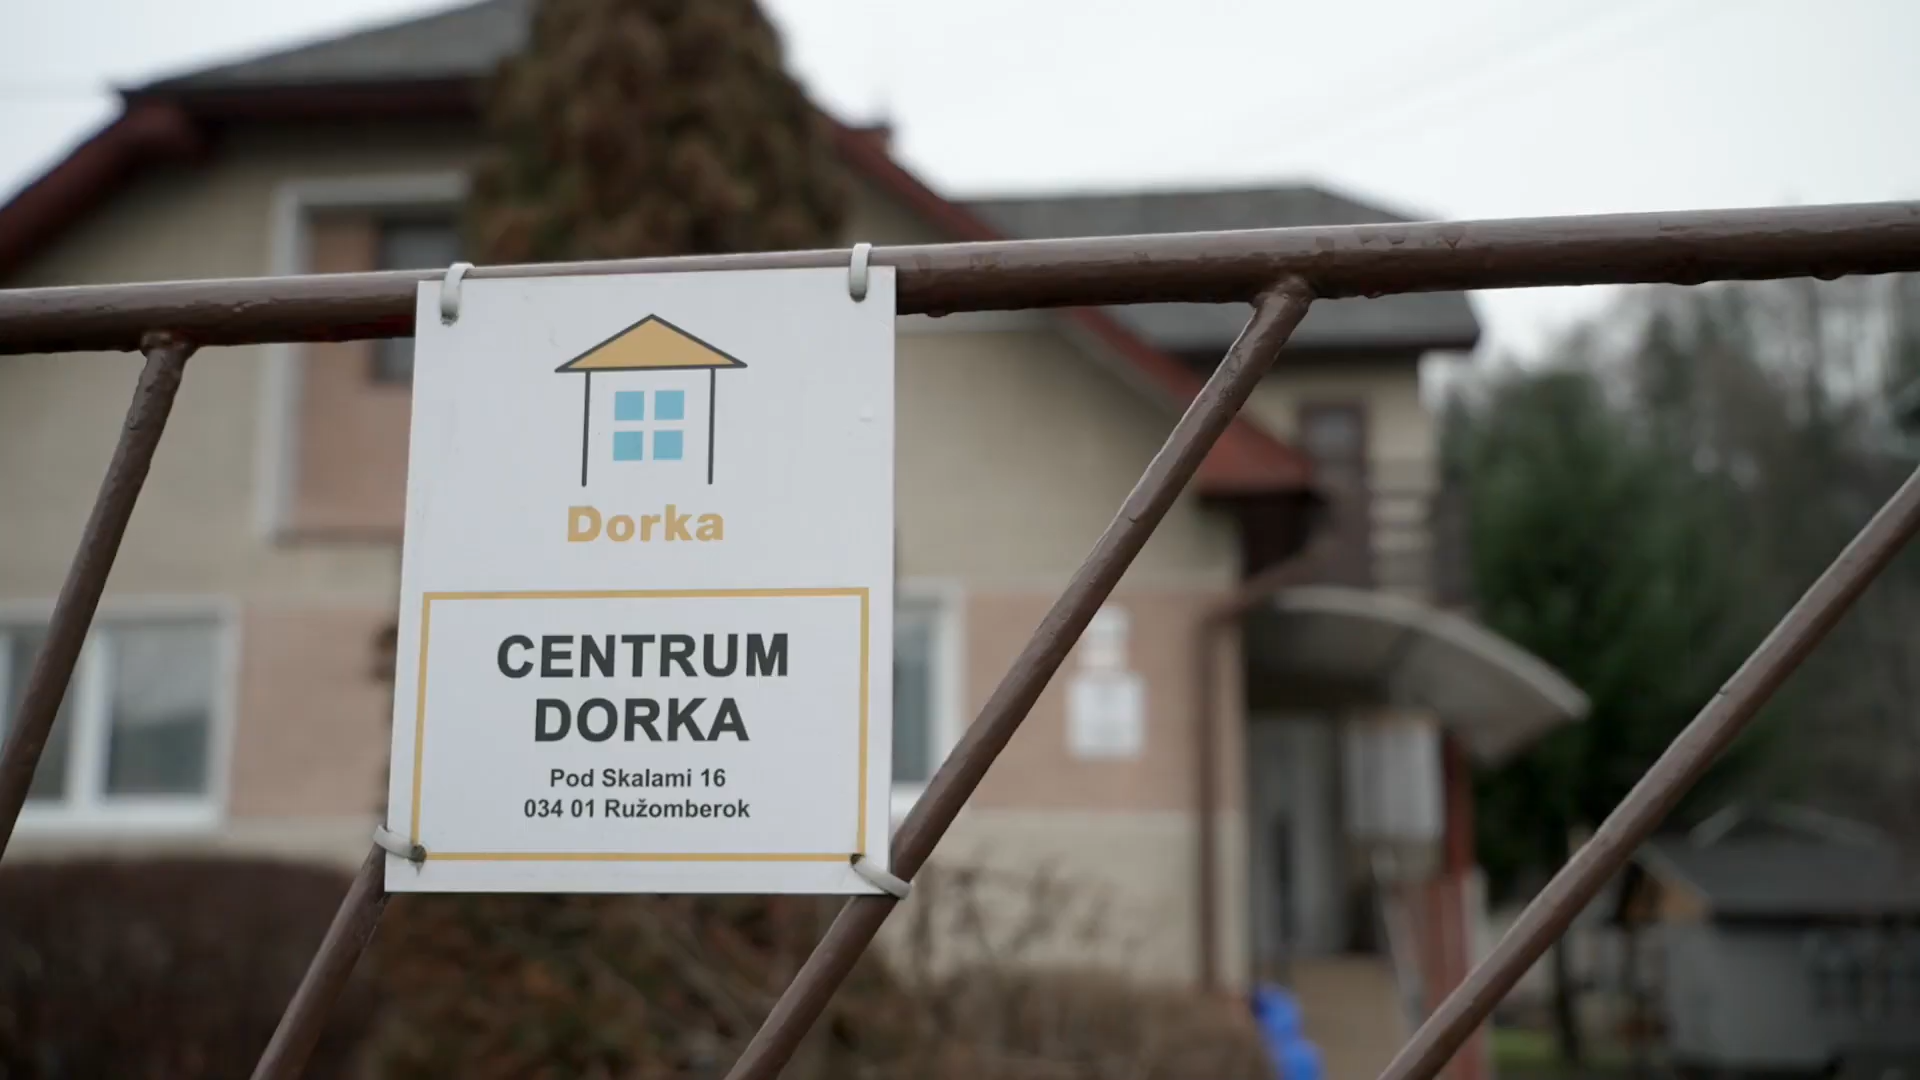 Dorka
CENTRUM
DORKA
Pod Skalami 16
034 01 Ružomberok